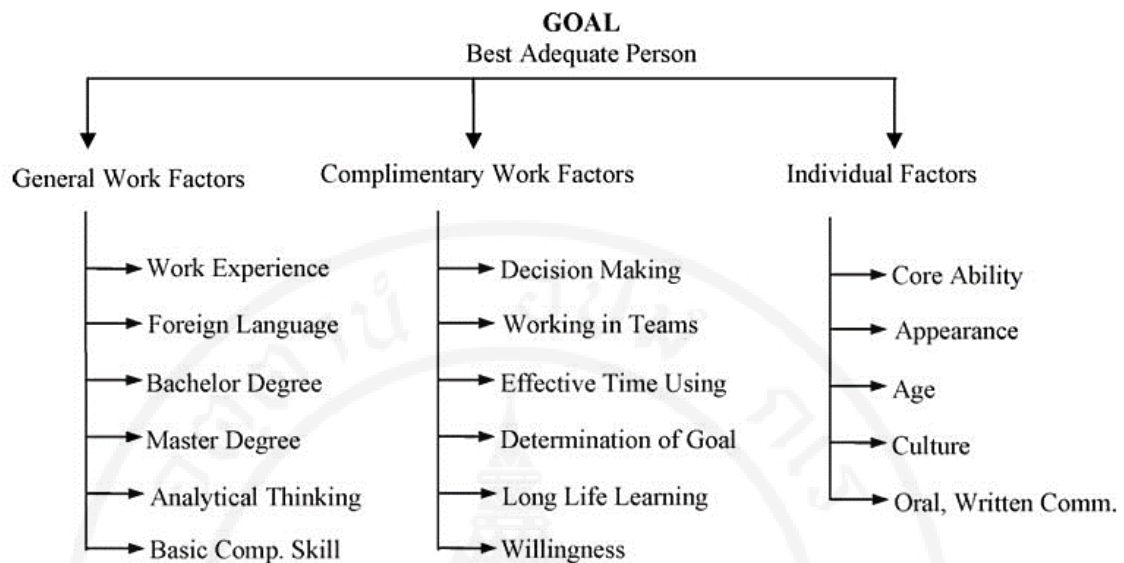 GOAL
Best Adequate Person
General Work Factors
Complimentary Work Factors
Individual Factors
Work Experience
Foreign Language
Bachelor Degree
Master Degree
Analytical Thinking
Basic Comp. Skill
Decision Making
Working in Teams
Effective Time Using
Determination of Goal
Long Life Learning
Willingness
Core Ability
Appearance
Age
Culture
Oral, Written Comm.